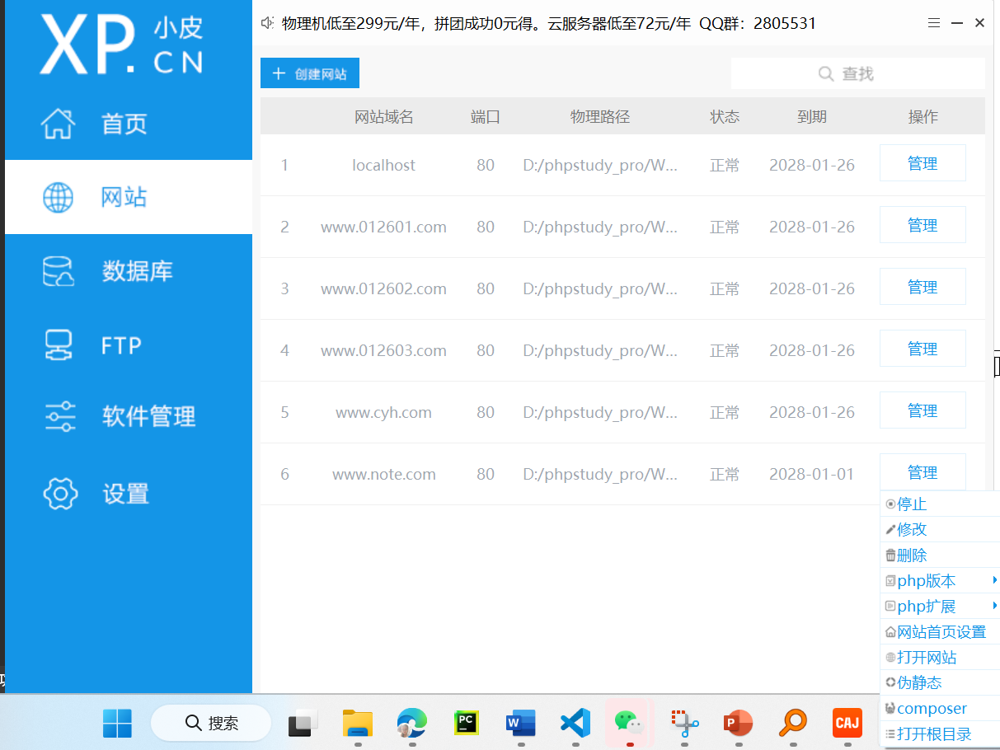 XP.CN 小皮
物理机低至299元/年，拼团成功0元得。云服务器低至72元/年 QQ群：2805531
首页
网站
数据库
FTP
软件管理
设置
创建网站
查找
网站域名 端口 物理路径 状态 到期 操作
1 localhost 80 D:/phpstudy_pro/W... 正常 2028-01-26 管理
2 www.012601.com 80 D:/phpstudy_pro/W... 正常 2028-01-26 管理
3 www.012602.com 80 D:/phpstudy_pro/W... 正常 2028-01-26 管理
4 www.012603.com 80 D:/phpstudy_pro/W... 正常 2028-01-26 管理
5 www.cyh.com 80 D:/phpstudy_pro/W... 正常 2028-01-26 管理
6 www.note.com 80 D:/phpstudy_pro/W... 正常 2028-01-01 管理
停止
修改
删除
php版本
php扩展
网站首页设置
打开网站
伪静态
composer
打开根目录
搜索
PC
W
P
CAJ